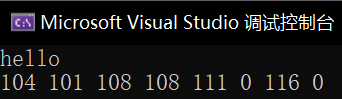 Microsoft Visual Studio 调试控制台
hello
104 101 108 108 111 0 116 0